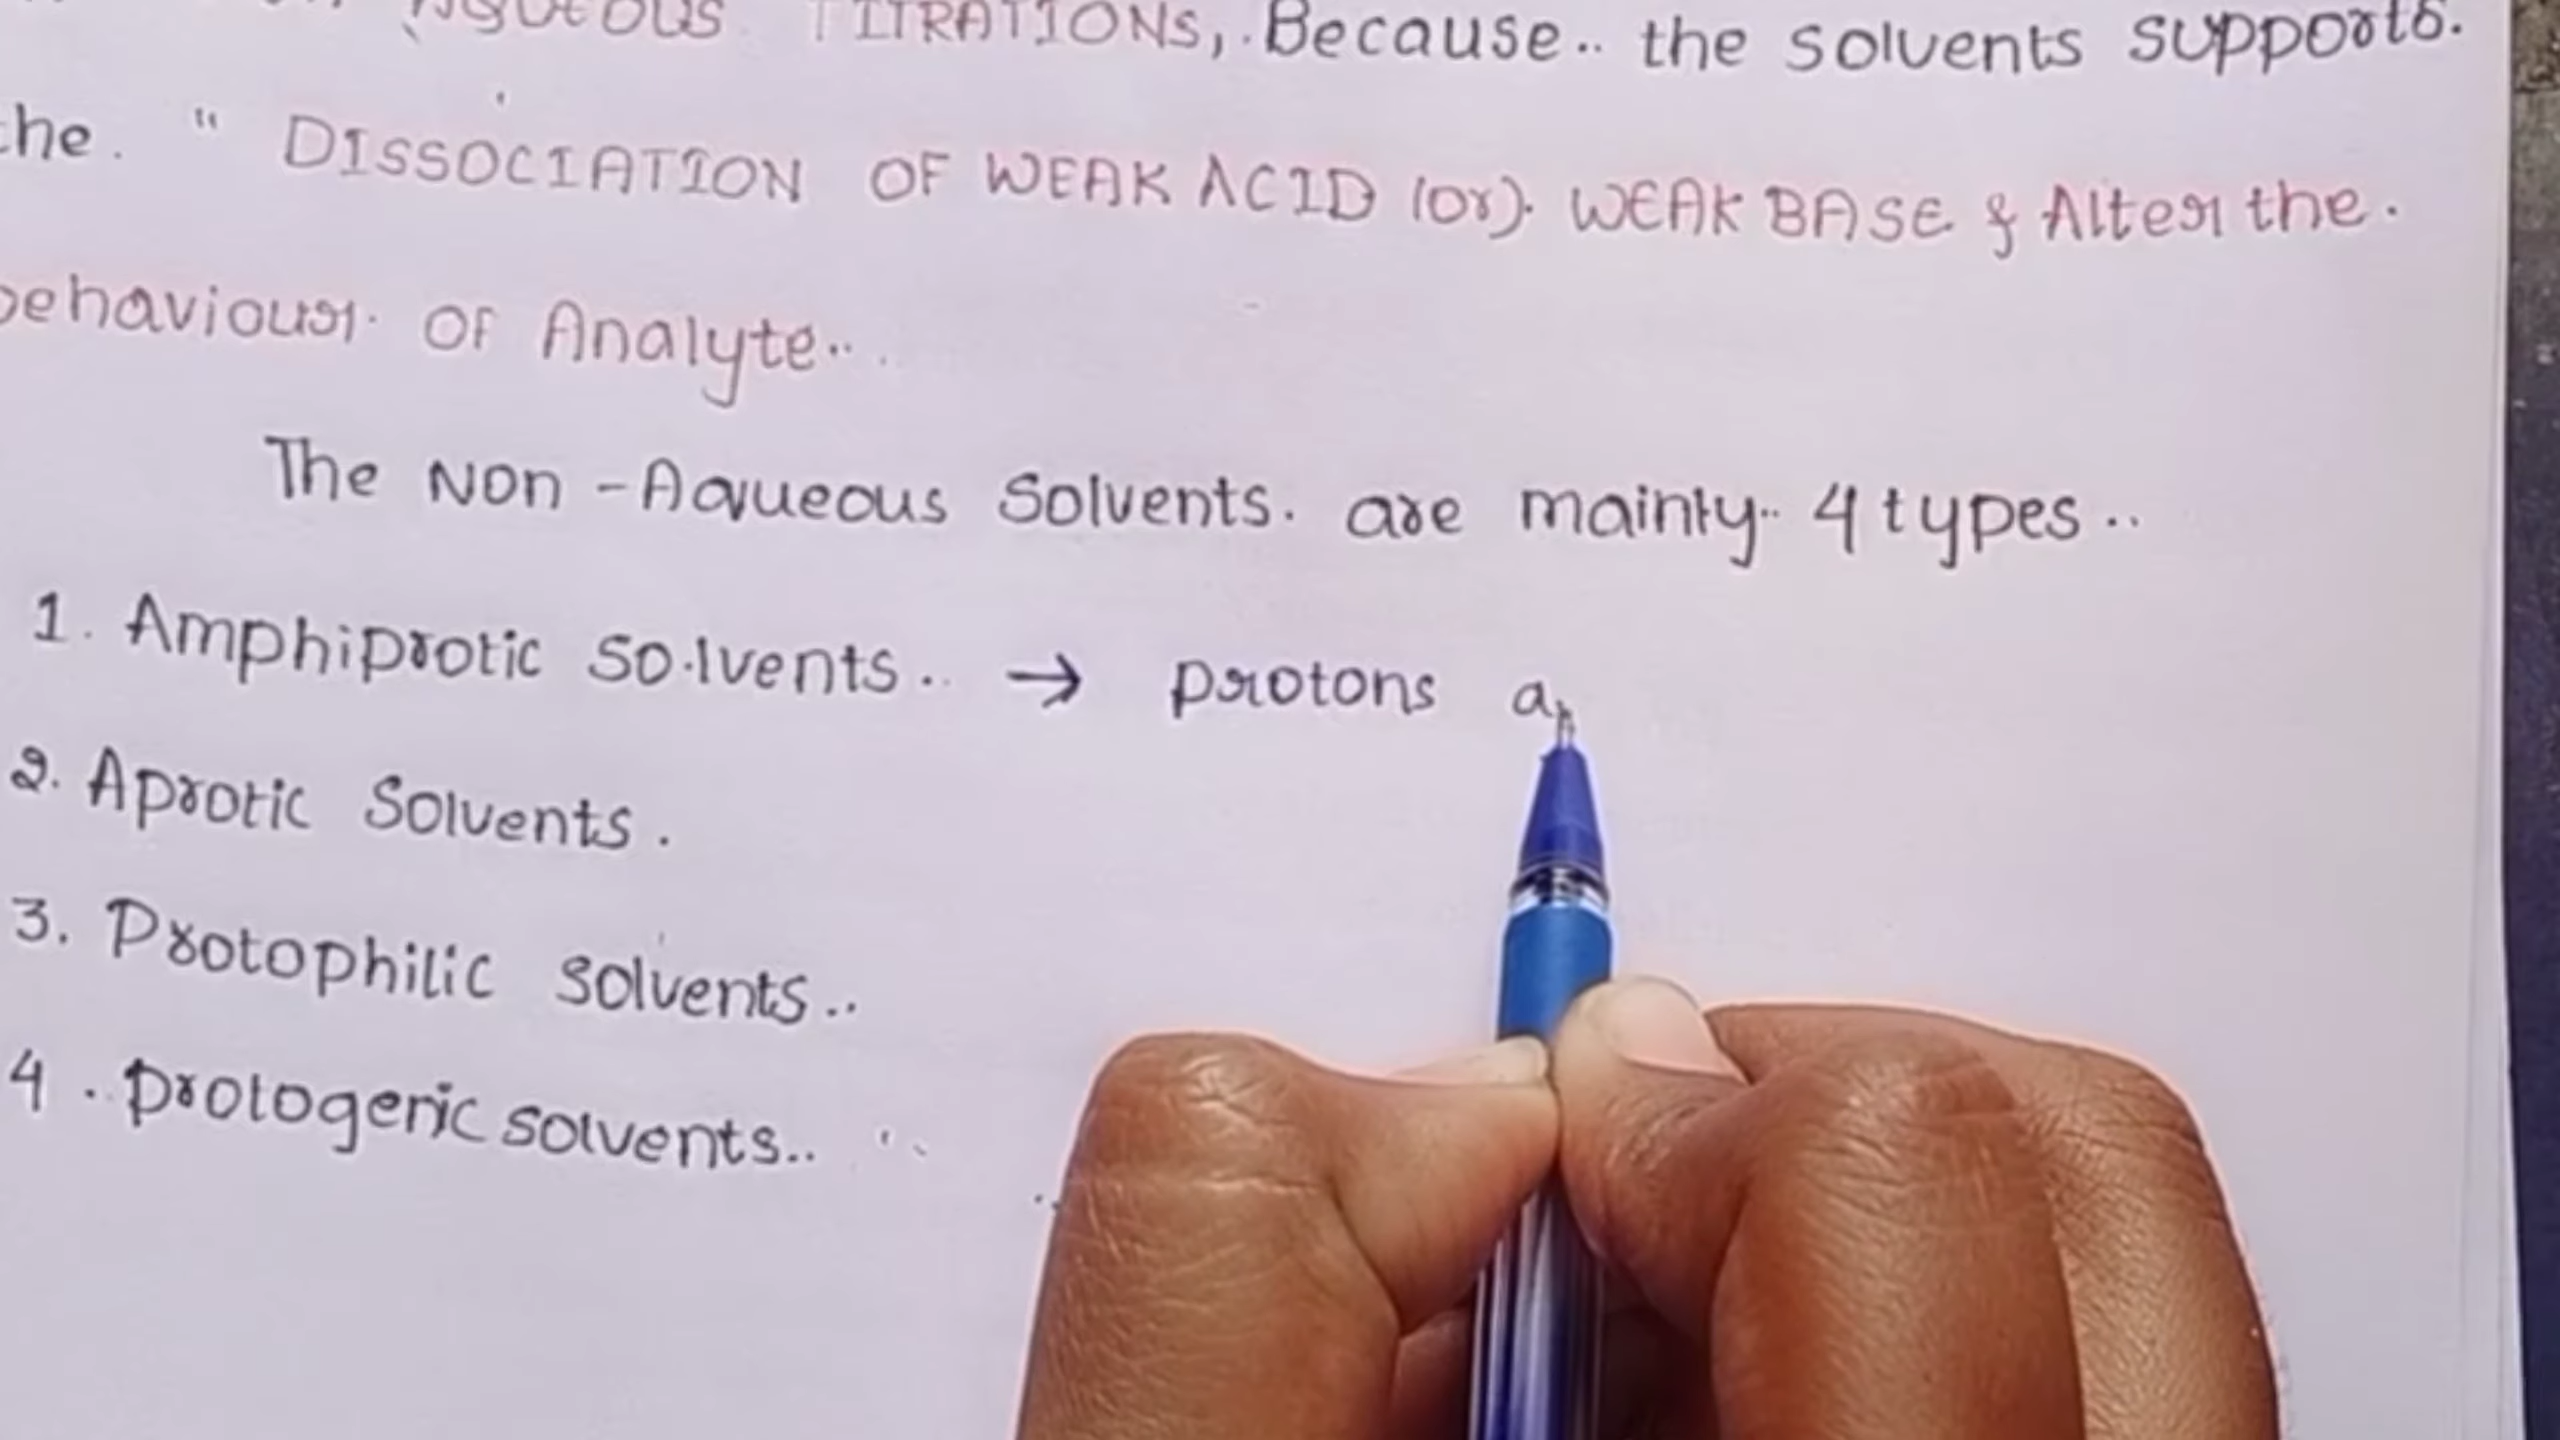 AQUEOUS TITRATIONS, Because.. the solvents supports.
the. " DISSOCIATION OF WEAK ACID (or). WEAK BASE & Alter the.
behaviour. OF Analyte..
The Non-Aqueous Solvents. are mainly.. 4 types..
1. Amphiprotic solvents.. → protons
2. Aprotic Solvents.
3. Protophilic solvents..
4. protogenic solvents..